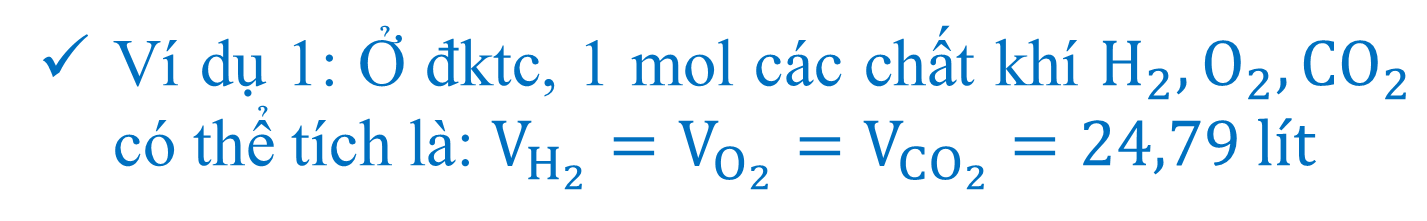 ✓ Ví dụ 1: Ở đktc, 1 mol các chất khí H₂, O₂, CO₂
có thể tích là: V_H₂ = V_O₂ = V_CO₂ = 24,79 lít